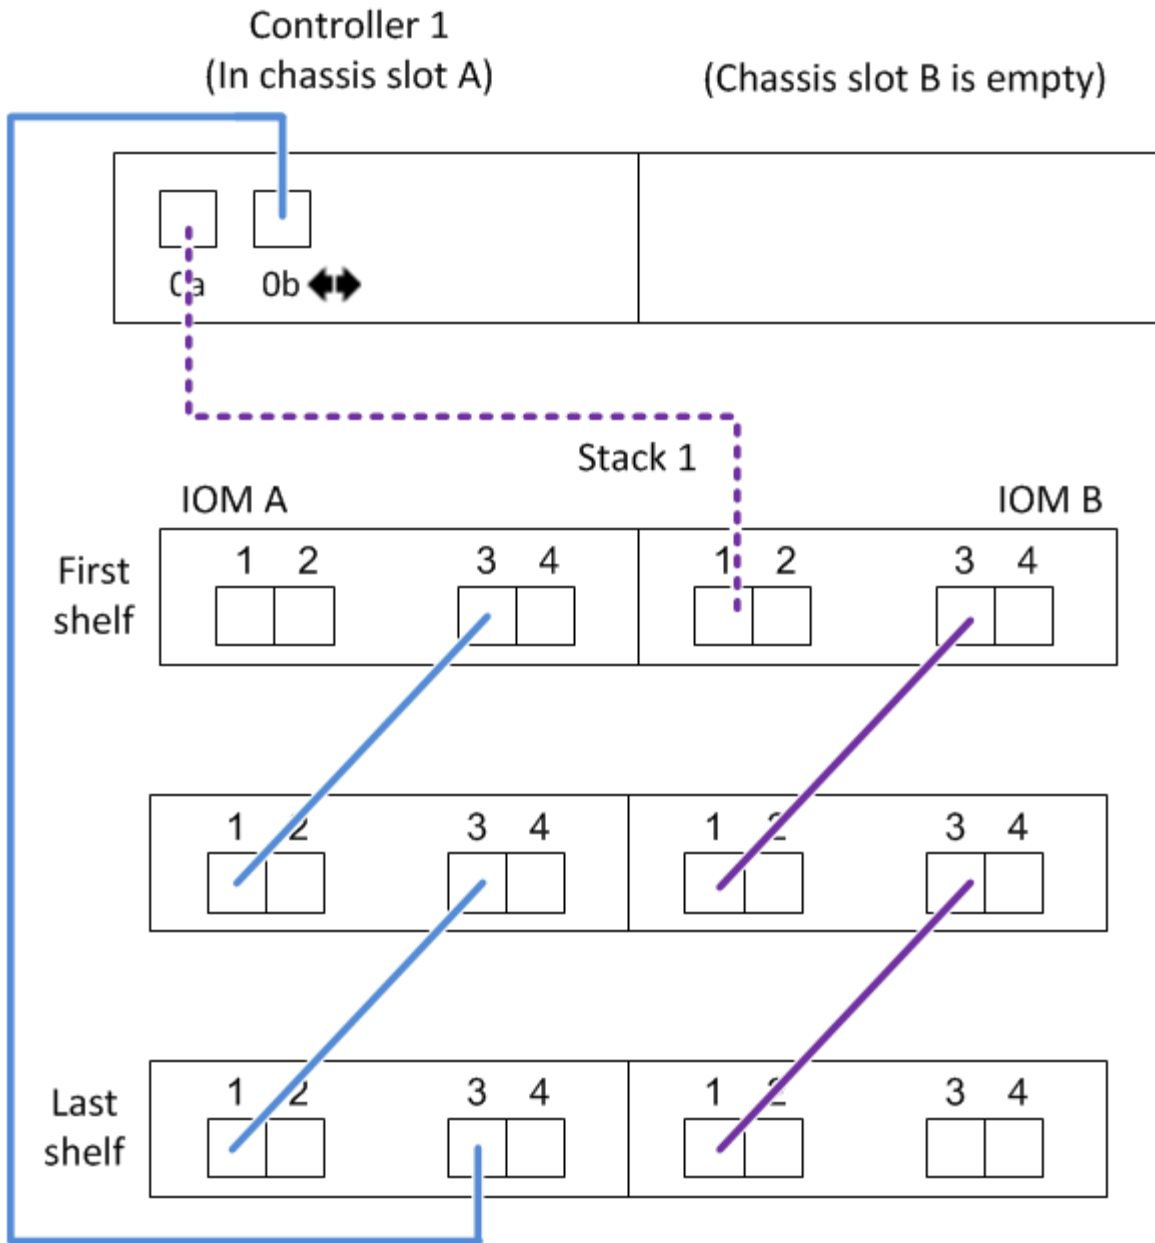 Controller 1
(In chassis slot A)
(Chassis slot B is empty)
0a 0b
Stack 1
IOM A
IOM B
First
shelf
1 2 3 4 1 2 3 4
1 2 3 4 1 2 3 4
Last
shelf
1 2 3 4 1 2 3 4